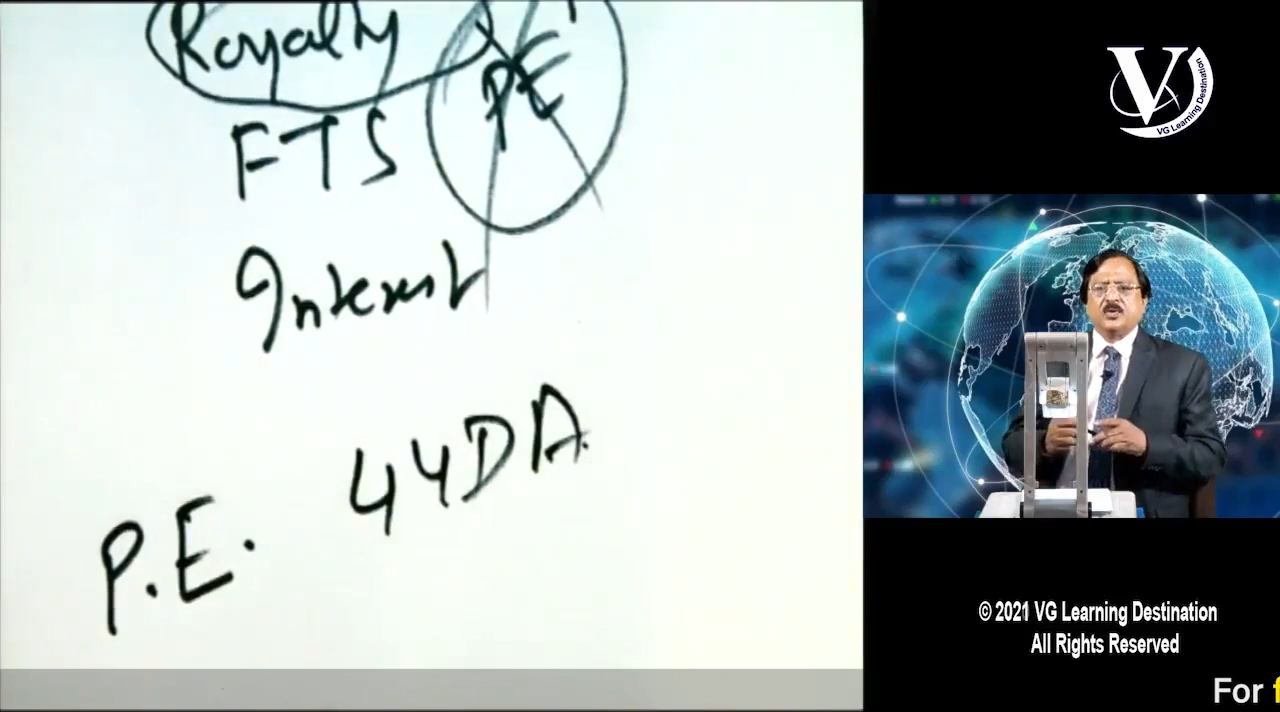 Royalty
PE
FTS
Interest
44DA
P.E.
V
VG Learning Destination
© 2021 VG Learning Destination
All Rights Reserved
For